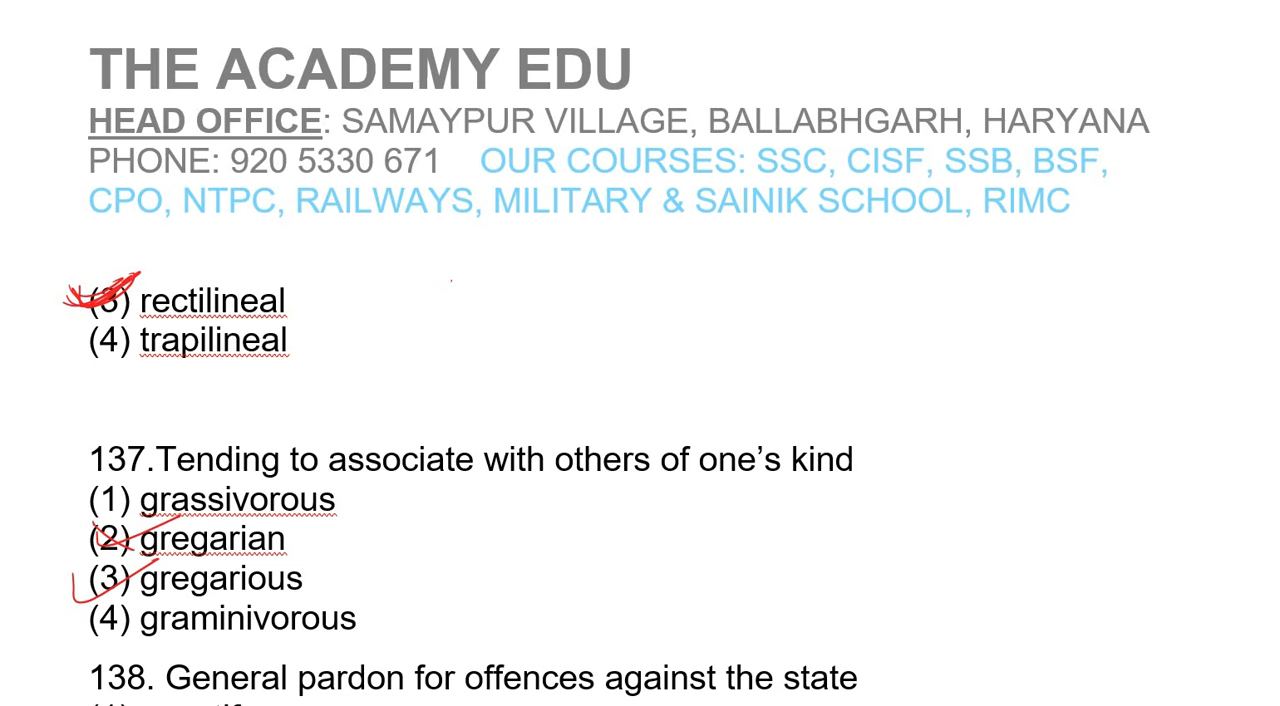 THE ACADEMY EDU
HEAD OFFICE: SAMAYPUR VILLAGE, BALLABHGARH, HARYANA
PHONE: 920 5330 671 OUR COURSES: SSC, CISF, SSB, BSF,
CPO, NTPC, RAILWAYS, MILITARY & SAINIK SCHOOL, RIMC
(3) rectilineal
(4) trapilineal
137.Tending to associate with others of one’s kind
(1) grassivorous
(2) gregarian
(3) gregarious
(4) graminivorous
138. General pardon for offences against the state